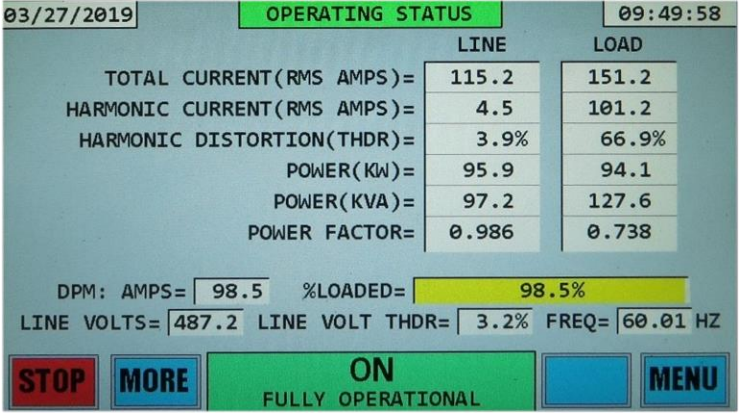 03/27/2019 OPERATING STATUS 09:49:58
LINE LOAD
TOTAL CURRENT(RMS AMPS)= 115.2 151.2
HARMONIC CURRENT(RMS AMPS)= 4.5 101.2
HARMONIC DISTORTION(THDR)= 3.9% 66.9%
POWER(KW)= 95.9 94.1
POWER(KVA)= 97.2 127.6
POWER FACTOR= 0.986 0.738
DPM: AMPS= 98.5 %LOADED= 98.5%
LINE VOLTS= 487.2 LINE VOLT THDR= 3.2% FREQ= 60.01 HZ
STOP MORE ON MENU
FULLY OPERATIONAL